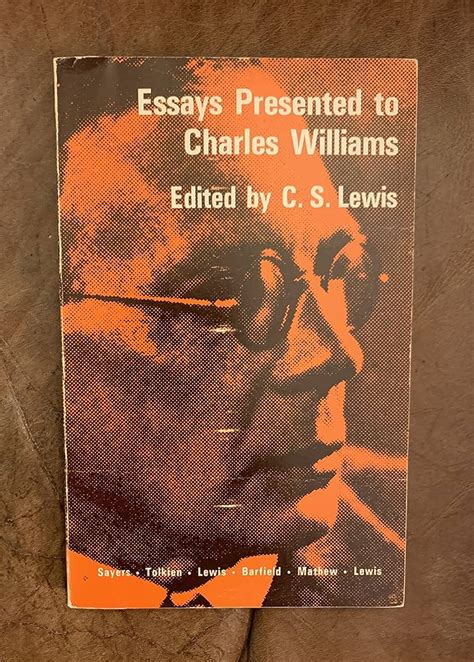 Essays Presented to
Charles Williams
Edited by C. S. Lewis
Sayers • Tolkien • Lewis • Barfield • Mathew • Lewis